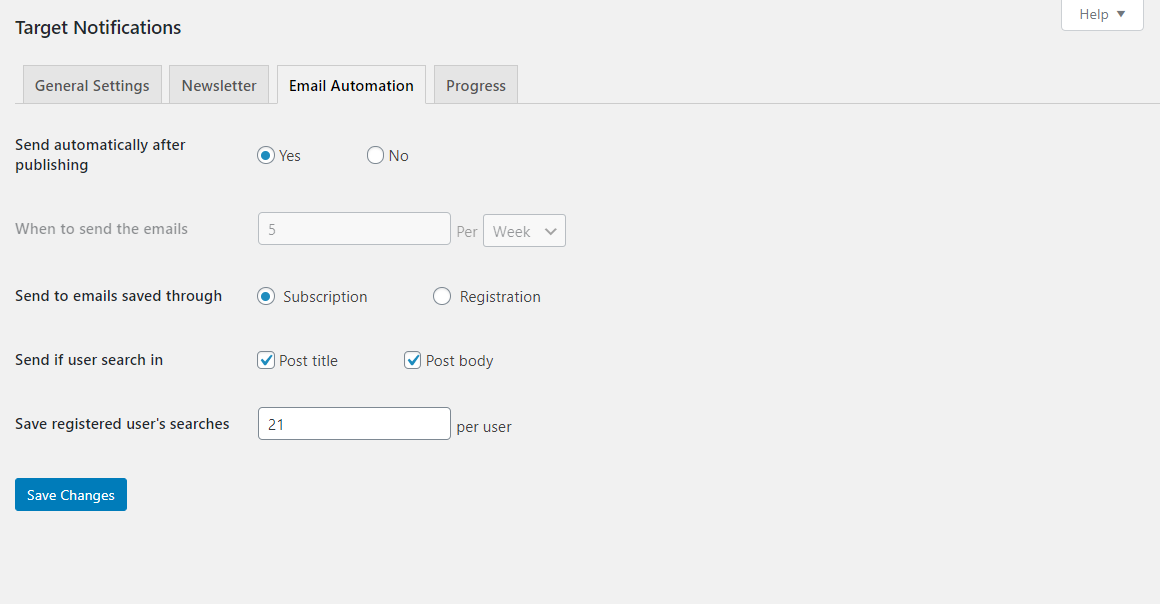 Help
Target Notifications
General Settings Newsletter Email Automation Progress
Send automatically after
publishing
Yes No
When to send the emails 5 Per Week
Send to emails saved through Subscription Registration
Send if user search in Post title Post body
Save registered user's searches 21 per user
Save Changes